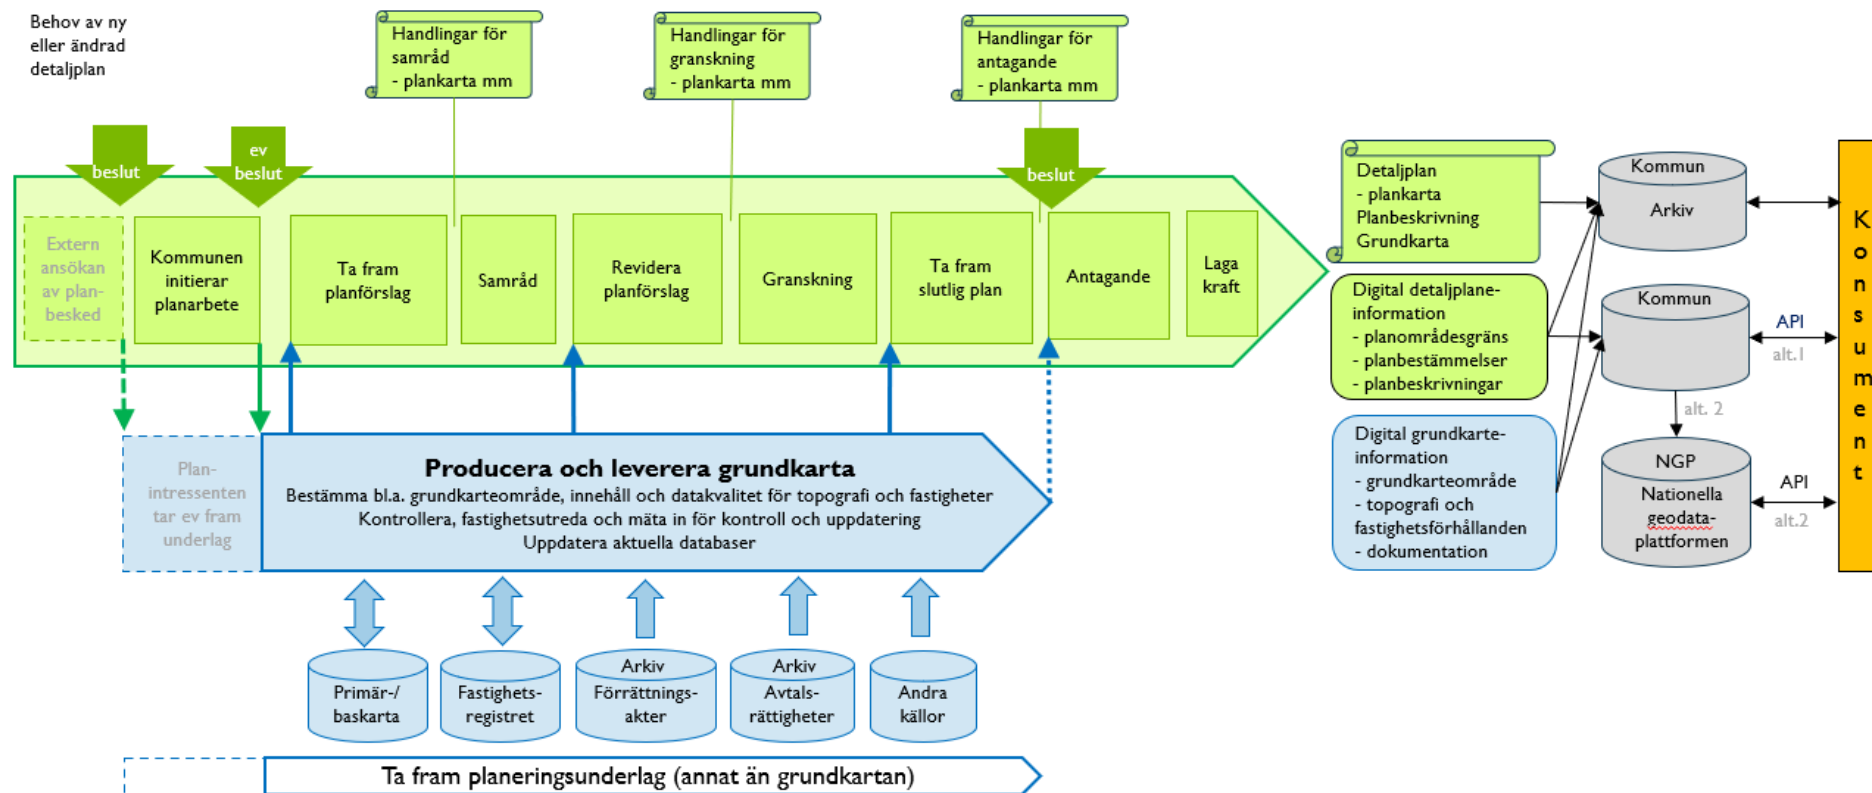 Behov av ny
eller ändrad
detaljplan
Handlingar för
samråd
- plankarta mm
Handlingar för
granskning
- plankarta mm
Handlingar för
antagande
- plankarta mm
beslut
ev
beslut
beslut
Extern
ansökan
av plan-
besked
Kommunen
initierar
planarbete
Ta fram
planförslag
Samråd
Revidera
planförslag
Granskning
Ta fram
slutlig plan
Antagande
Laga
kraft
Detaljplan
- plankarta
Planbeskrivning
Grundkarta
Digital detaljplane-
information
- planområdesgräns
- planbestämmelser
- planbeskrivningar
Digital grundkarte-
information
- grundkarteområde
- topografi och
fastighetsförhållanden
- dokumentation
Kommun
Arkiv
Kommun
API
alt.1
alt. 2
NGP
Nationella
geodata-
plattformen
API
alt.2
Konsument
Plan-
intressenten
tar ev fram
underlag
Producera och leverera grundkarta
Bestämma bl.a. grundkarteområde, innehåll och datakvalitet för topografi och fastigheter
Kontrollera, fastighetsutreda och mäta in för kontroll och uppdatering
Uppdatera aktuella databaser
Primär-/
baskarta
Fastighets-
registret
Arkiv
Förrättnings-
akter
Arkiv
Avtals-
rättigheter
Andra
källor
Ta fram planeringsunderlag (annat än grundkartan)